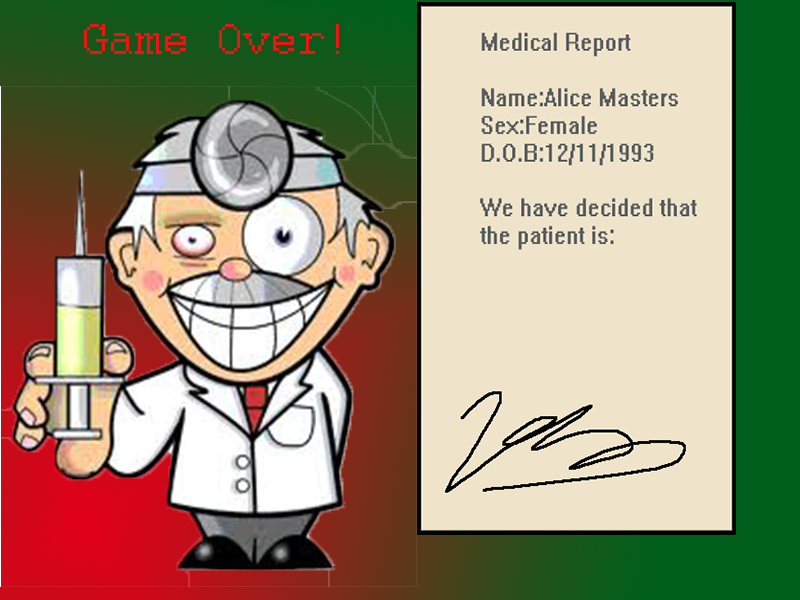 Game Over!
Medical Report
Name:Alice Masters
Sex:Female
D.O.B:12/11/1993
We have decided that
the patient is: